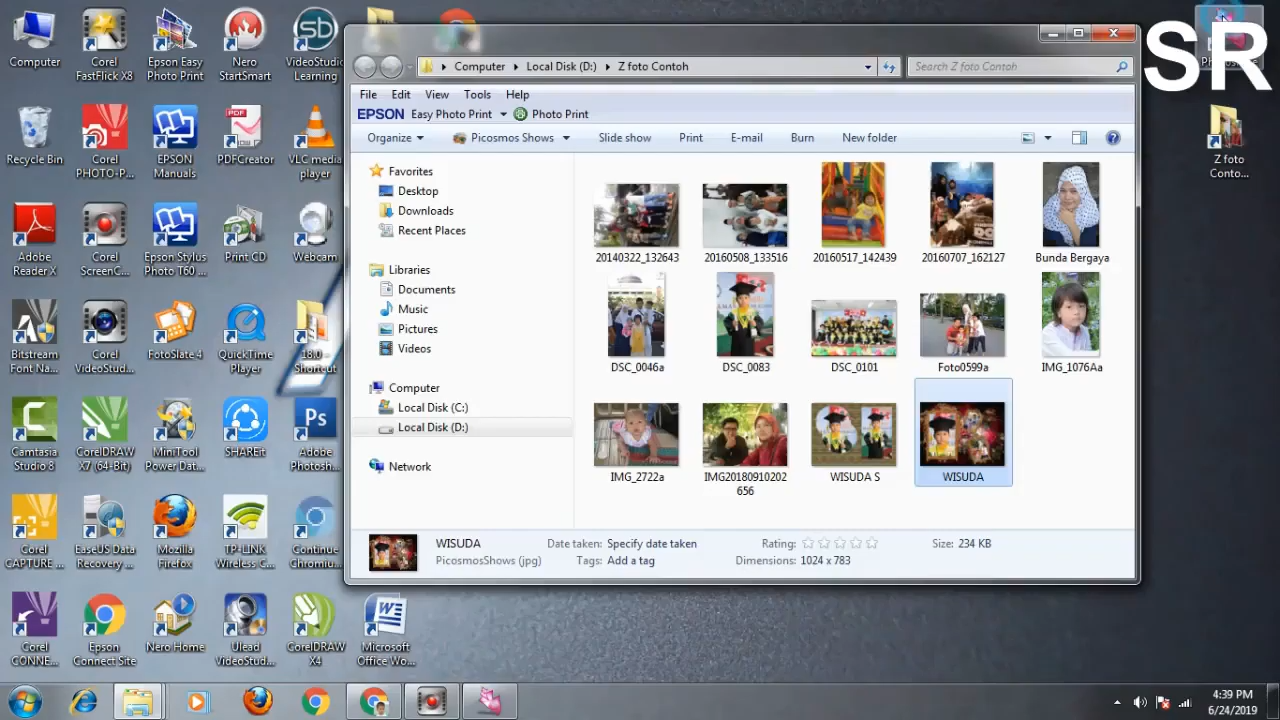 Computer
Corel
FastFlick X8
Epson Easy
Photo Print
Nero
StartSmart
VideoStudio
Learning
Recycle Bin
Corel
PHOTO-P...
EPSON
Manuals
PDFCreator
VLC media
player
Adobe
Reader X
Corel
ScreenC...
Epson Stylus
Photo T60 ...
Print CD
Webcam
Bitstream
Font Na...
Corel
VideoStud...
FotoSlate 4
QuickTime
Player
18.0 -
Shortcut
Camtasia
Studio 8
CorelDRAW
X7 (64-Bit)
MiniTool
Power Dat...
SHAREit
Ps
Adobe
Photosh...
Corel
CAPTURE ...
EaseUS Data
Recovery ...
Mozilla
Firefox
TP-LINK
Wireless C...
Continue
Chromiu...
Corel
CONNE...
Epson
Connect Site
Nero Home
Ulead
VideoStud...
CorelDRAW
X4
Microsoft
Office Wo...
Computer
Local Disk (D:)
Z foto Contoh
Search Z foto Contoh
File Edit View Tools Help
EPSON Easy Photo Print Photo Print
Organize Picosmos Shows Slide show Print E-mail Burn New folder
Favorites
Desktop
Downloads
Recent Places
Libraries
Documents
Music
Pictures
Videos
Computer
Local Disk (C:)
Local Disk (D:)
Network
20140322_132643
20160508_133516
20160517_142439
20160707_162127
Bunda Bergaya
DSC_0046a
DSC_0083
DSC_0101
Foto0599a
IMG_1076Aa
IMG_2722a
IMG20180910202
656
WISUDA S
WISUDA
WISUDA Date taken: Specify date taken Rating: Size: 234 KB
PicosmosShows (jpg) Tags: Add a tag Dimensions: 1024 x 783
SR
Z foto
Conto...
4:39 PM
6/24/2019